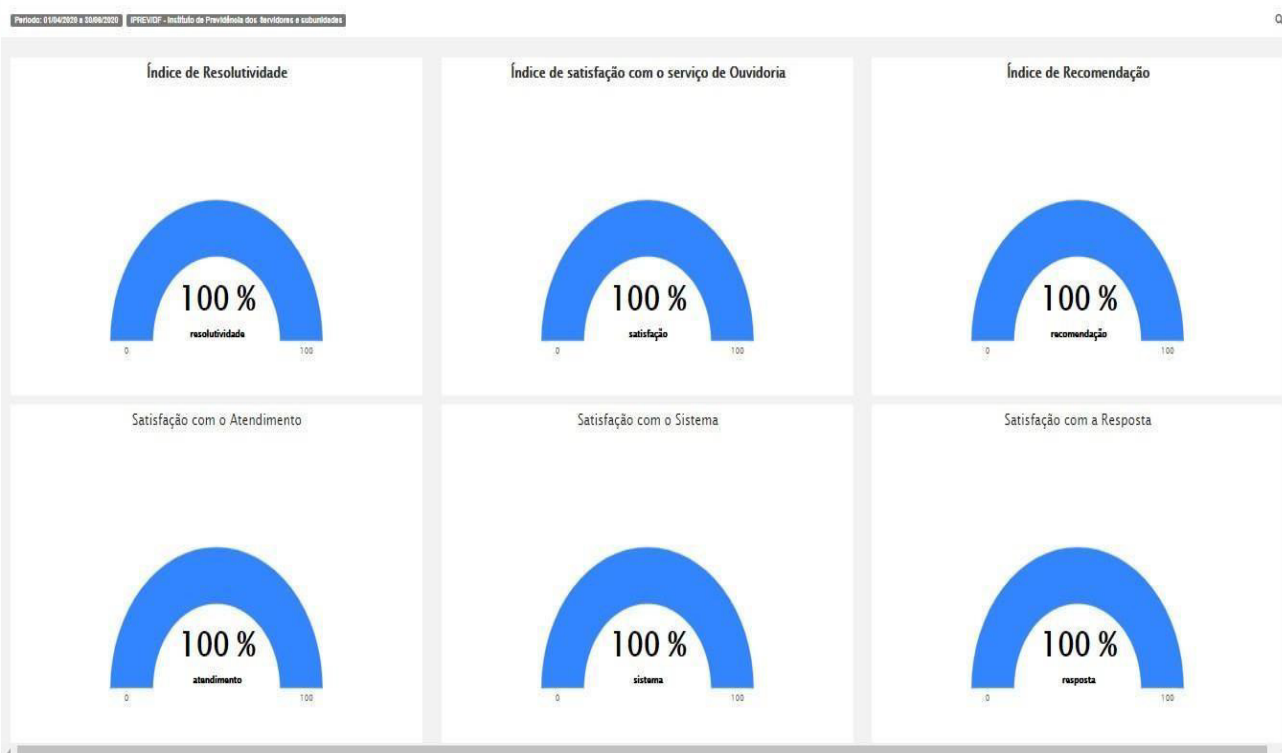 Período: 01/04/2020 a 30/06/2020 IPREV/DF - Instituto de Previdência dos Servidores e subunidades
Índice de Resolutividade
100 %
resolutividade
0 100
Índice de satisfação com o serviço de Ouvidoria
100 %
satisfação
0 100
Índice de Recomendação
100 %
recomendação
0 100
Satisfação com o Atendimento
100 %
atendimento
0 100
Satisfação com o Sistema
100 %
sistema
0 100
Satisfação com a Resposta
100 %
resposta
0 100